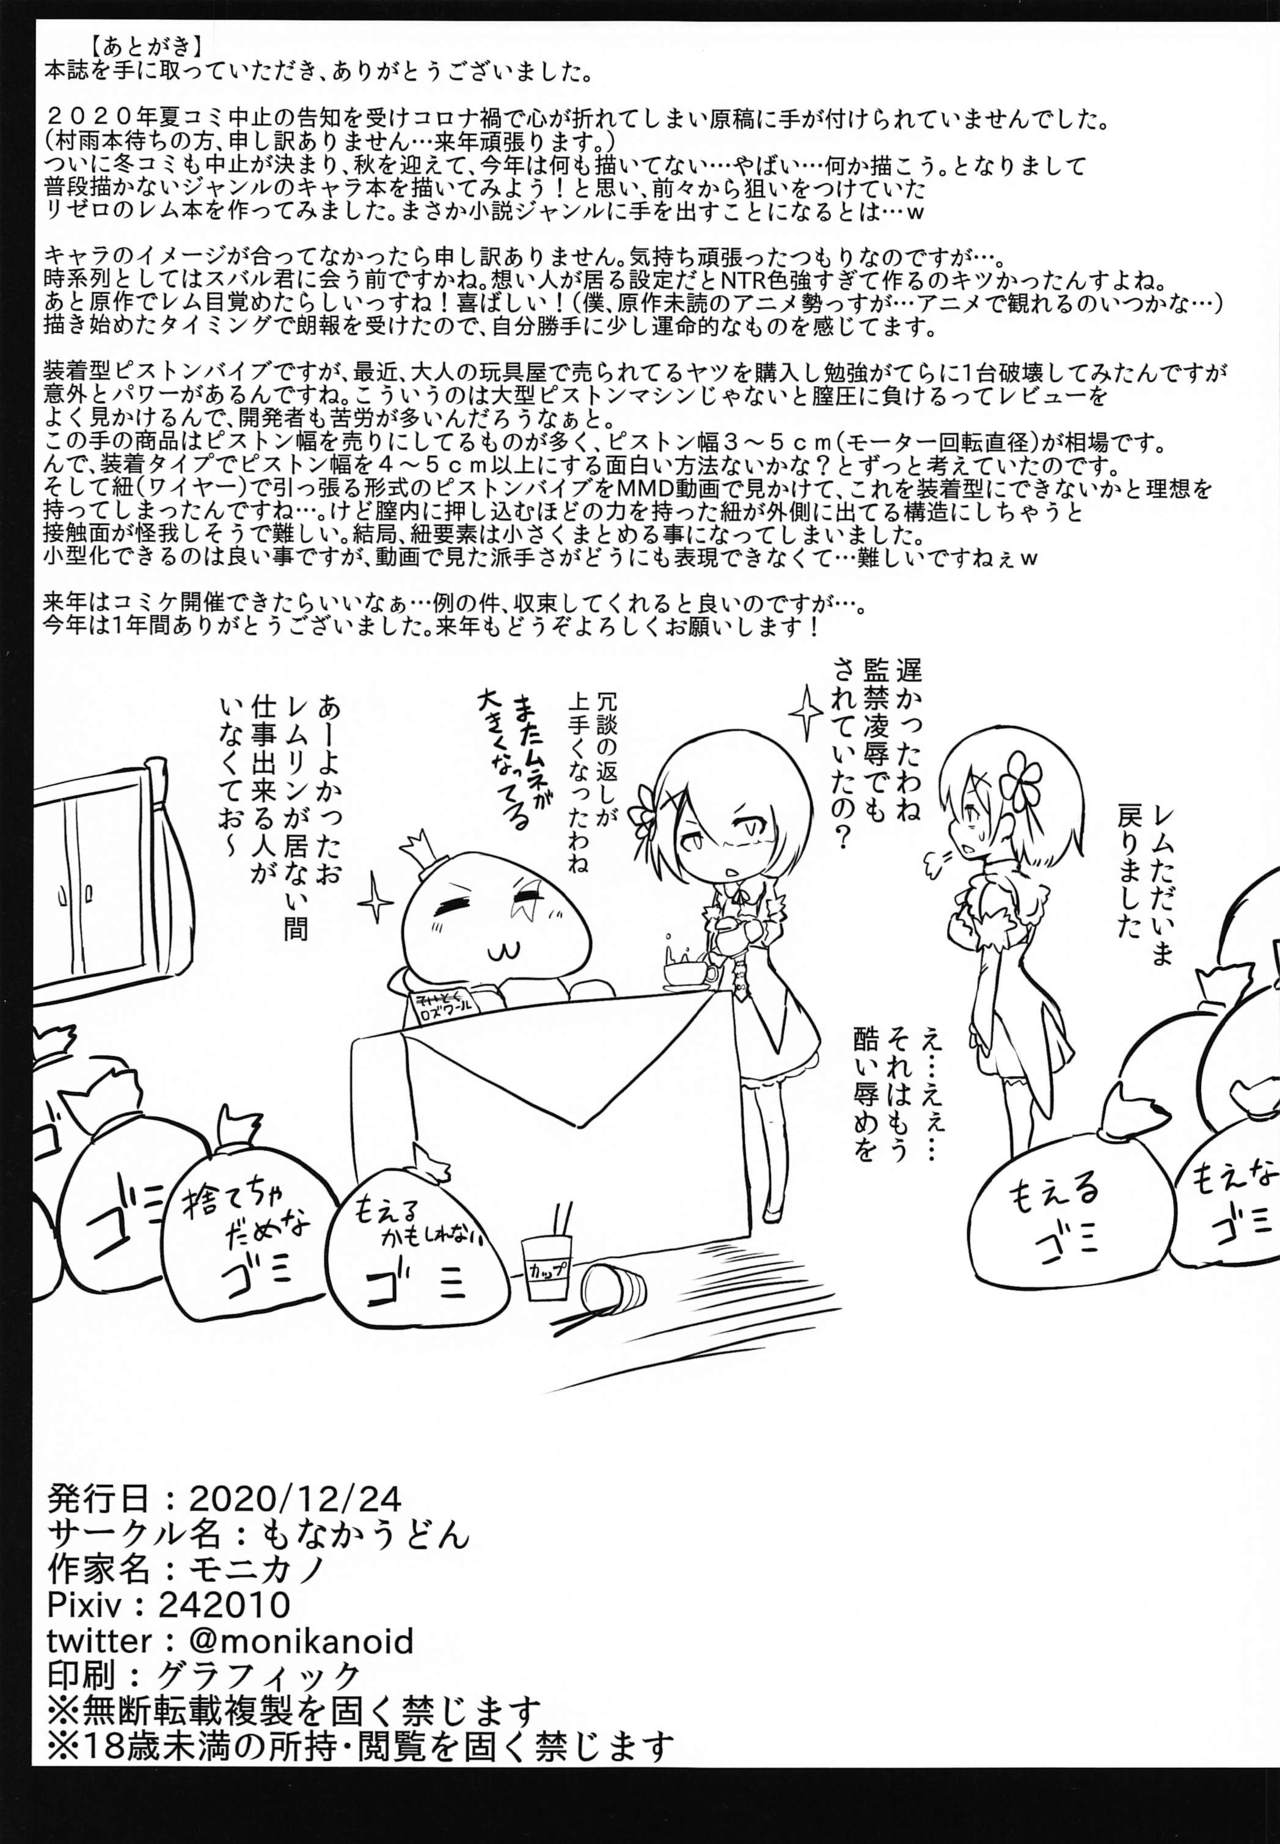 【あとがき】
本誌を手に取っていただき、ありがとうございました。
２０２０年夏コミ中止の告知を受けコロナ禍で心が折れてしまい原稿に手が付けられていませんでした。
(村雨本待ちの方、申し訳ありません…来年頑張ります。)
ついに冬コミも中止が決まり、秋を迎えて、今年は何も描いてない…やばい…何か描こう。となりまして
普段描かないジャンルのキャラ本を描いてみよう！と思い、前々から狙いをつけていた
リゼロのレム本を作ってみました。まさか小説ジャンルに手を出すことになるとは…ｗ
キャラのイメージが合ってなかったら申し訳ありません。気持ち頑張ったつもりなのですが…。
時系列としてはスバル君に会う前ですかね。想い人が居る設定だとNTR色強すぎて作るのキツかったんすよね。
あと原作でレム目覚めたらしいっすね！喜ばしい！(僕、原作未読のアニメ勢っすが…アニメで観れるのいつかな…)
描き始めたタイミングで朗報を受けたので、自分勝手に少し運命的なものを感じてます。
装着型ピストンバイブですが、最近、大人の玩具屋で売られてるヤツを購入し勉強がてらに1台破壊してみたんですが
意外とパワーがあるんですね。こういうのは大型ピストンマシンじゃないと膣圧に負けるってレビューを
よく見かけるんで、開発者も苦労が多いんだろうなぁと。
この手の商品はピストン幅を売りにしてるものが多く、ピストン幅３～５ｃｍ(モーター回転直径)が相場です。
んで、装着タイプでピストン幅を４～５ｃｍ以上にする面白い方法ないかな？とずっと考えていたのです。
そして紐(ワイヤー)で引っ張る形式のピストンバイブをMMD動画で見かけて、これを装着型にできないかと理想を
持ってしまったんですね…。けど膣内に押し込むほどの力を持った紐が外側に出てる構造にしちゃうと
接触面が怪我しそうで難しい。結局、紐要素は小さくまとめる事になってしまいました。
小型化できるのは良い事ですが、動画で見た派手さがどうにも表現できなくて…難しいですねぇｗ
来年はコミケ開催できたらいいなぁ…例の件、収束してくれると良いのですが…。
今年は1年間ありがとうございました。来年もどうぞよろしくお願いします！
レムただいま
戻りました
遅かったわね
監禁凌辱でも
されていたの？
え…ええ…
それはもう
酷い辱めを
冗談の返しが
上手くなったわね
またムネが
大きくなってる
あーよかったお
レムリンが居ない間
仕事出来る人が
いなくてお～
そいとく
ロズワール
ゴ
ゴミ
捨てちゃ
だめな
ゴミ
もえる
かもしれない
ゴミ
カップ
もえる
ゴミ
もえな
ゴミ
発行日：2020/12/24
サークル名：もなかうどん
作家名：モニカノ
Pixiv：242010
twitter：@monikanoid
印刷：グラフィック
※無断転載複製を固く禁じます
※18歳未満の所持・閲覧を固く禁じます